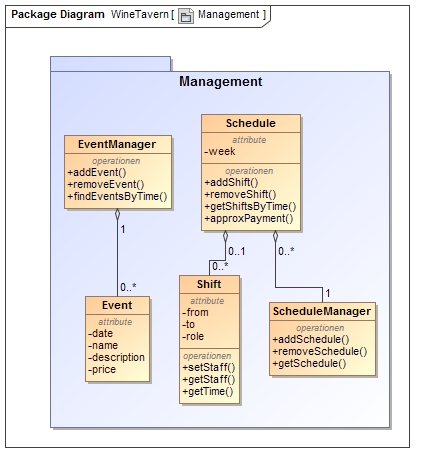 Package Diagram WineTavern [ Management ]
Management
EventManager
operationen
+addEvent()
+removeEvent()
+findEventsByTime()
1
0..*
Event
attribute
-date
-name
-description
-price
Schedule
attribute
-week
operationen
+addShift()
+removeShift()
+getShiftsByTime()
+approxPayment()
0..1
0..*
0..*
1
Shift
attribute
-from
-to
-role
operationen
+setStaff()
+getStaff()
+getTime()
ScheduleManager
operationen
+addSchedule()
+removeSchedule()
+getSchedule()